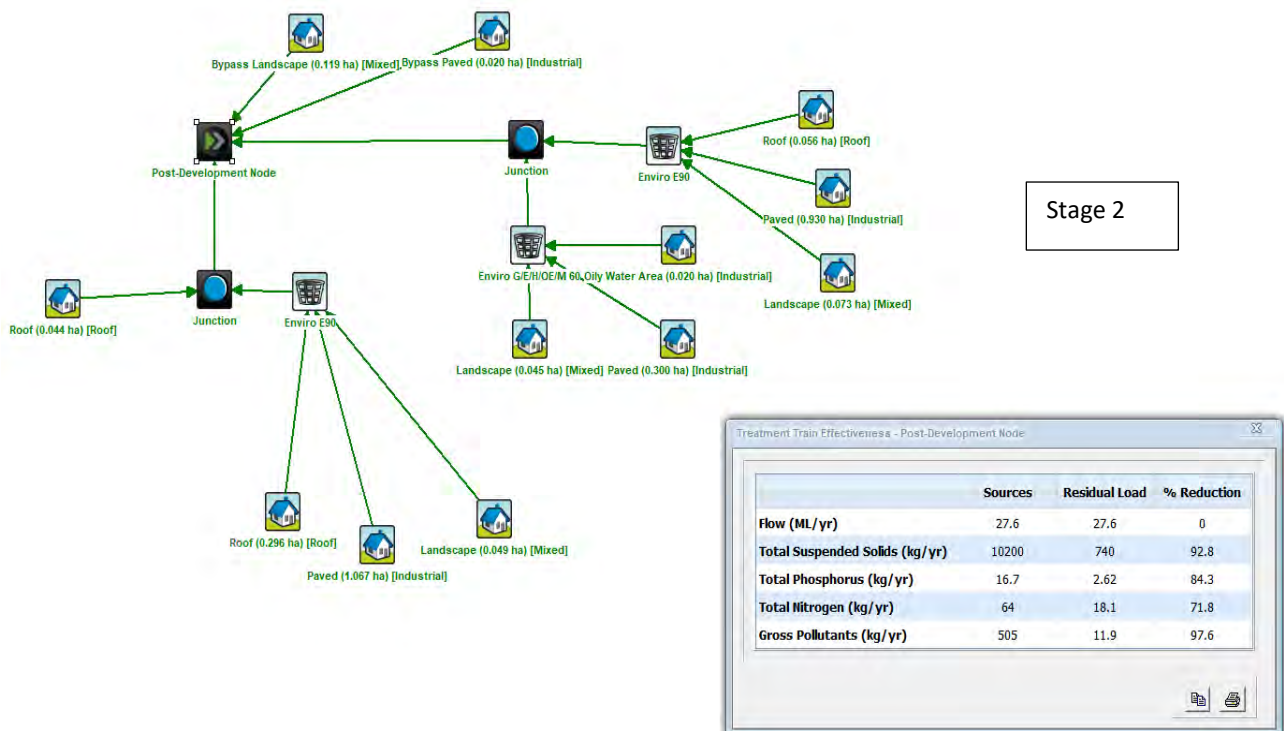 Bypass Landscape (0.119 ha) [Mixed]
Bypass Paved (0.020 ha) [Industrial]
Roof (0.056 ha) [Roof]
Post-Development Node
Junction
Enviro E90
Paved (0.930 ha) [Industrial]
Stage 2
Enviro G/E/H/OE/M 60
Oily Water Area (0.020 ha) [Industrial]
Landscape (0.073 ha) [Mixed]
Roof (0.044 ha) [Roof]
Junction
Enviro E90
Landscape (0.045 ha) [Mixed]
Paved (0.300 ha) [Industrial]
Roof (0.296 ha) [Roof]
Paved (1.067 ha) [Industrial]
Landscape (0.049 ha) [Mixed]
Treatment Train Effectiveness - Post-Development Node
Sources Residual Load % Reduction
Flow (ML/yr) 27.6 27.6 0
Total Suspended Solids (kg/yr) 10200 740 92.8
Total Phosphorus (kg/yr) 16.7 2.62 84.3
Total Nitrogen (kg/yr) 64 18.1 71.8
Gross Pollutants (kg/yr) 505 11.9 97.6